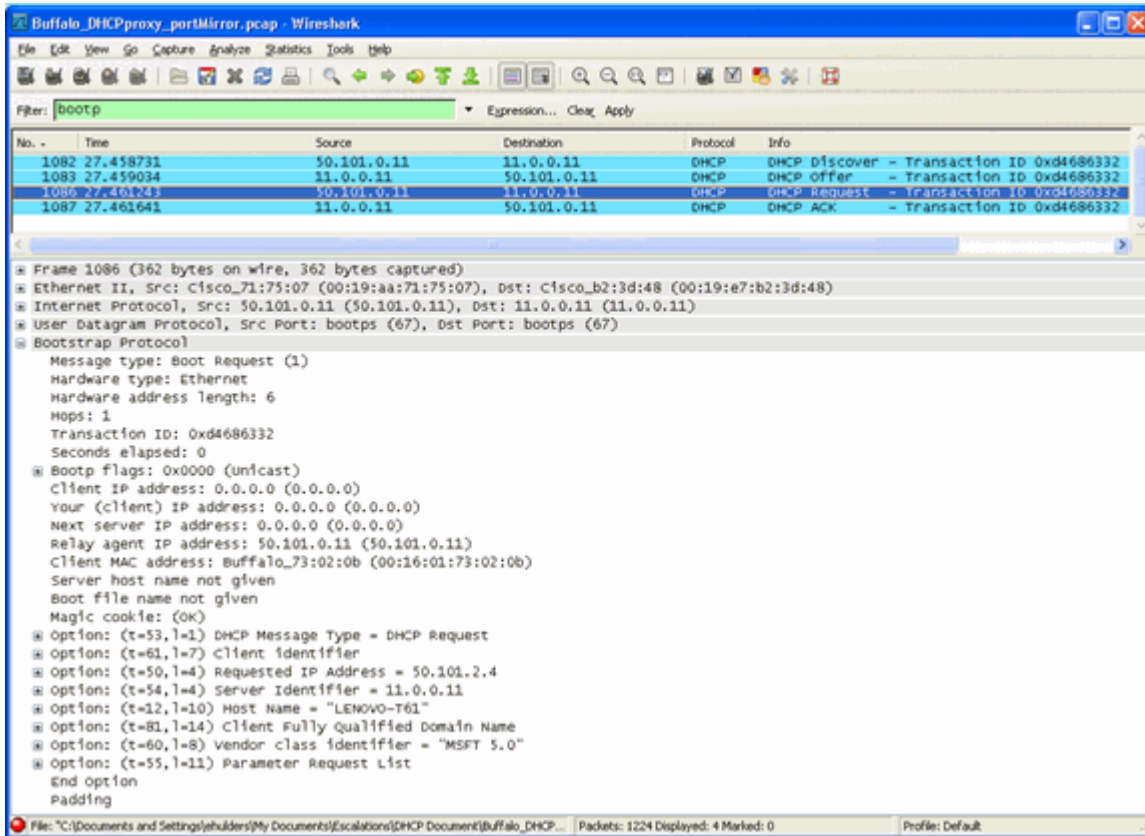 Buffalo_DHCPproxy_portMirror.pcap - Wireshark
File Edit View Go Capture Analyze Statistics Tools Help
Filter: bootp Expression... Clear Apply
No. - Time Source Destination Protocol Info
1082 27.458731 50.101.0.11 11.0.0.11 DHCP DHCP Discover - Transaction ID 0xd4686332
1083 27.459034 11.0.0.11 50.101.0.11 DHCP DHCP Offer - Transaction ID 0xd4686332
1086 27.461243 50.101.0.11 11.0.0.11 DHCP DHCP Request - Transaction ID 0xd4686332
1087 27.461641 11.0.0.11 50.101.0.11 DHCP DHCP ACK - Transaction ID 0xd4686332
Frame 1086 (362 bytes on wire, 362 bytes captured)
Ethernet II, Src: Cisco_71:75:07 (00:19:aa:71:75:07), Dst: Cisco_b2:3d:48 (00:19:e7:b2:3d:48)
Internet Protocol, Src: 50.101.0.11 (50.101.0.11), Dst: 11.0.0.11 (11.0.0.11)
User Datagram Protocol, Src Port: bootps (67), Dst Port: bootps (67)
Bootstrap Protocol
Message type: Boot Request (1)
Hardware type: Ethernet
Hardware address length: 6
Hops: 1
Transaction ID: 0xd4686332
Seconds elapsed: 0
Bootp flags: 0x0000 (Unicast)
Client IP address: 0.0.0.0 (0.0.0.0)
Your (client) IP address: 0.0.0.0 (0.0.0.0)
Next server IP address: 0.0.0.0 (0.0.0.0)
Relay agent IP address: 50.101.0.11 (50.101.0.11)
Client MAC address: Buffalo_73:02:0b (00:16:01:73:02:0b)
Server host name not given
Boot file name not given
Magic cookie: (OK)
Option: (t=53,l=1) DHCP Message Type = DHCP Request
Option: (t=61,l=7) Client identifier
Option: (t=50,l=4) Requested IP Address = 50.101.2.4
Option: (t=54,l=4) Server Identifier = 11.0.0.11
Option: (t=12,l=10) Host Name = "LENOVO-T61"
Option: (t=81,l=14) Client Fully Qualified Domain Name
Option: (t=60,l=8) Vendor class identifier = "MSFT 5.0"
Option: (t=55,l=11) Parameter Request List
End Option
Padding
File: "C:\Documents and Settings\ehulders\My Documents\Escalations\DHCP Document\Buffalo_DHCP... Packets: 1224 Displayed: 4 Marked: 0 Profile: Default